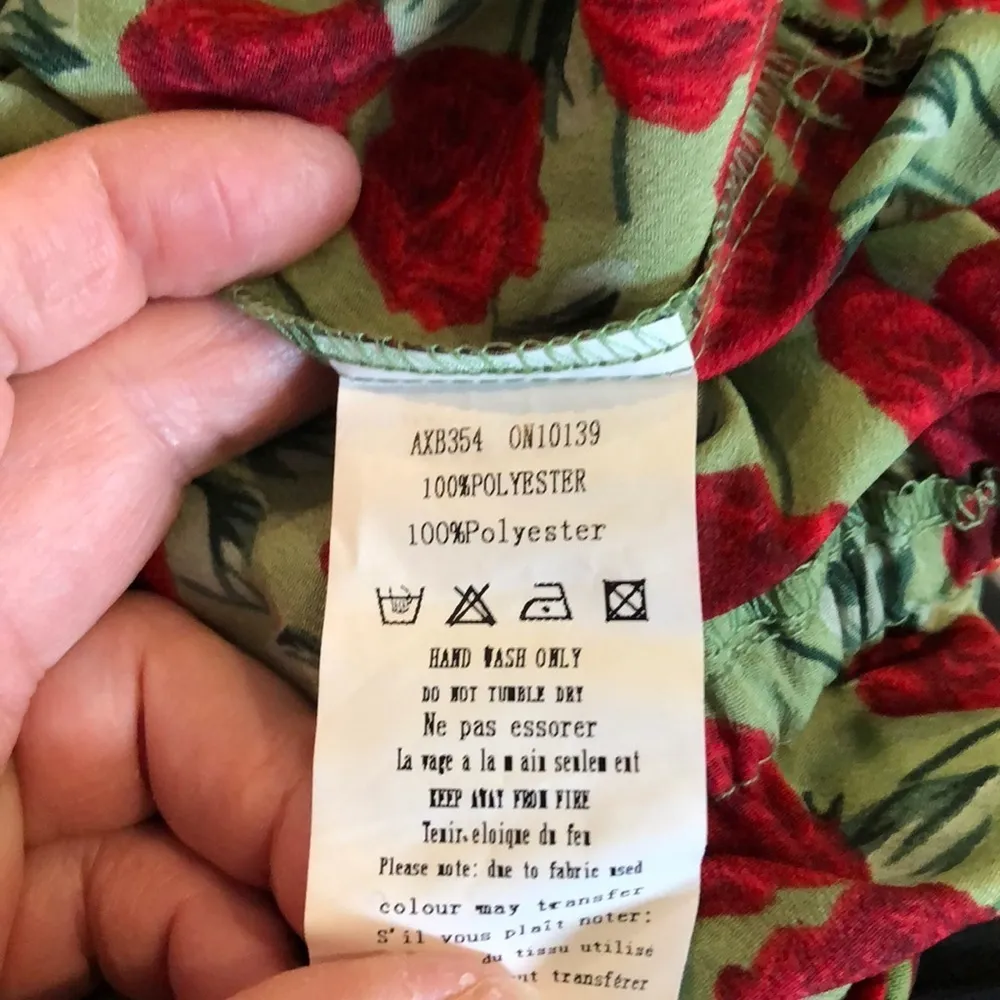 AXB354 ON10139
100%POLYESTER
100%Polyester
HAND WASH ONLY
DO NOT TUMBLE DRY
Ne pas essorer
La vage a la main seulement
KEEP AWAY FROM FIRE
Tenir.eloique du feu
Please note: due to fabric used
colour may transfer
S'il vous plaît noter:
du tissu utilisé
transférer